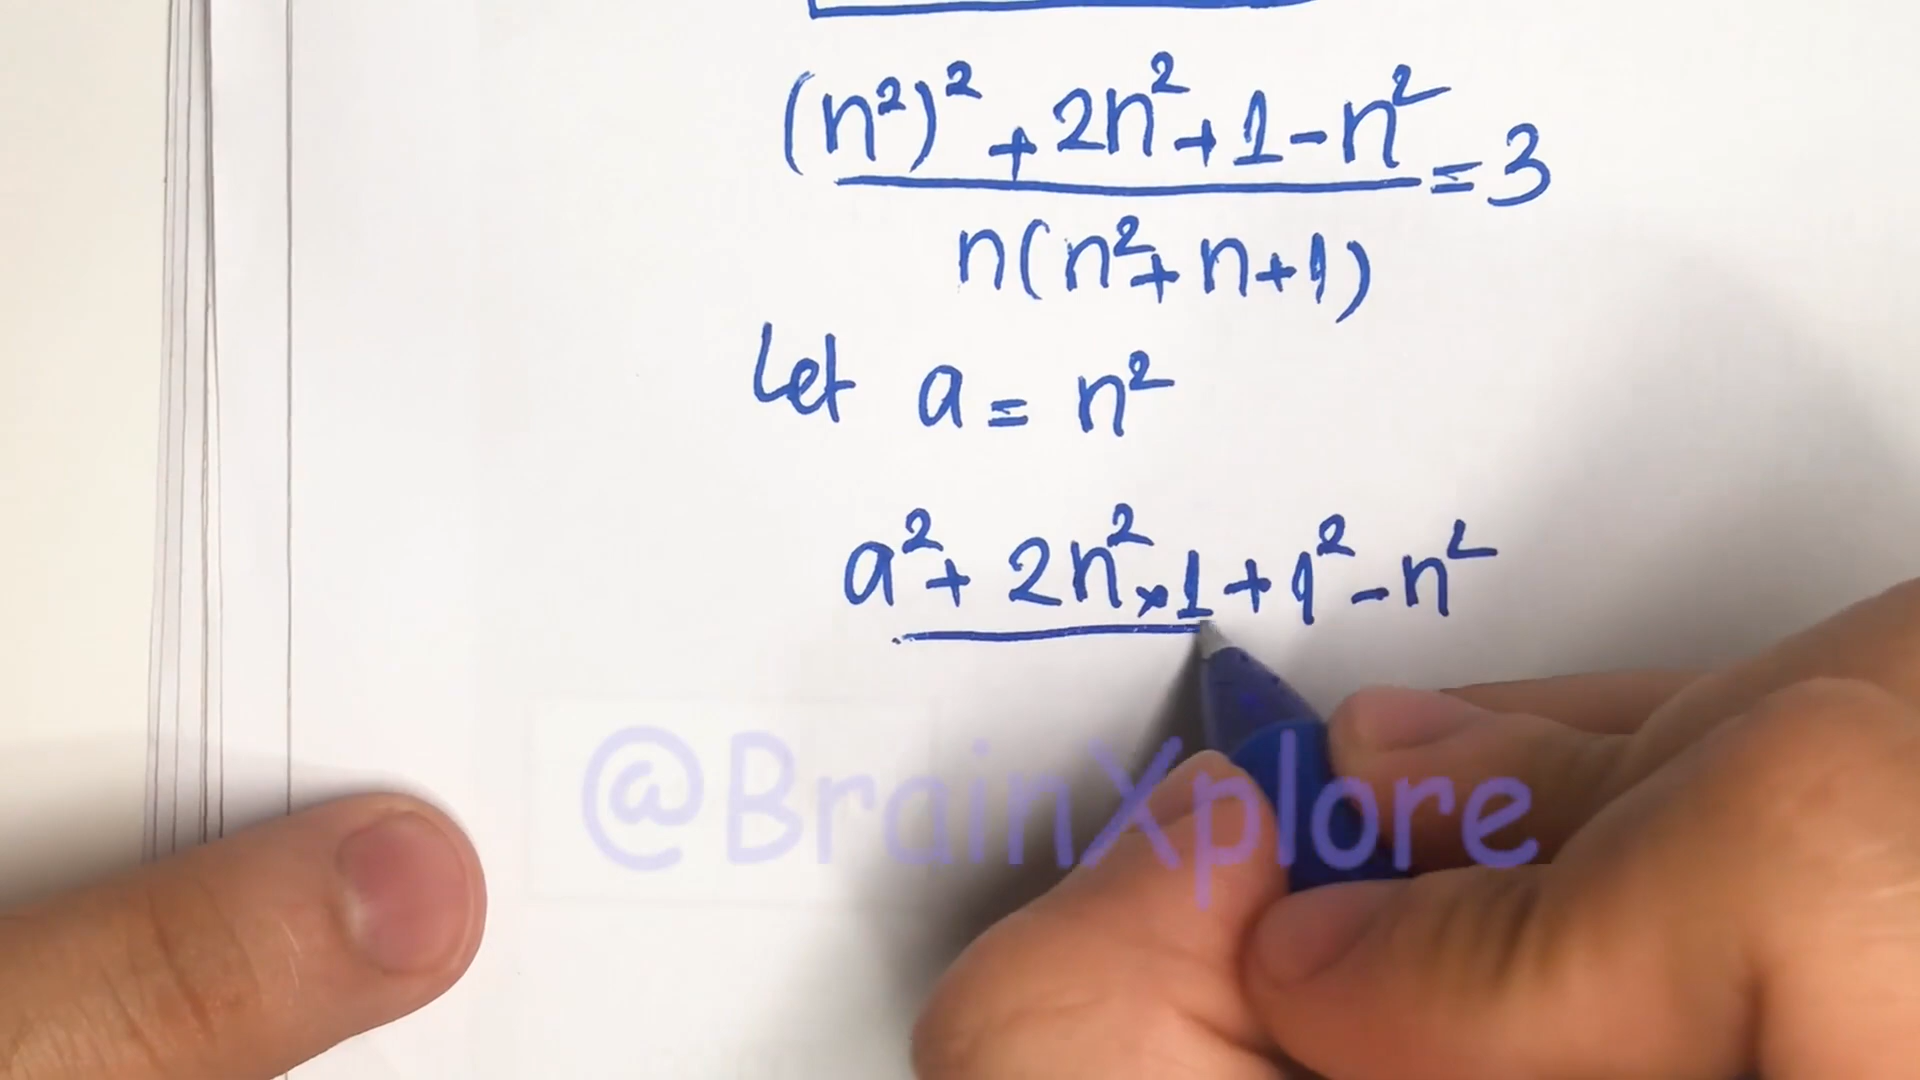 (n²)² + 2n² + 1 - n² = 3
n(n² + n + 1)
Let a = n²
a² + 2n² × 1 + 1² - n²
@BrainXplore